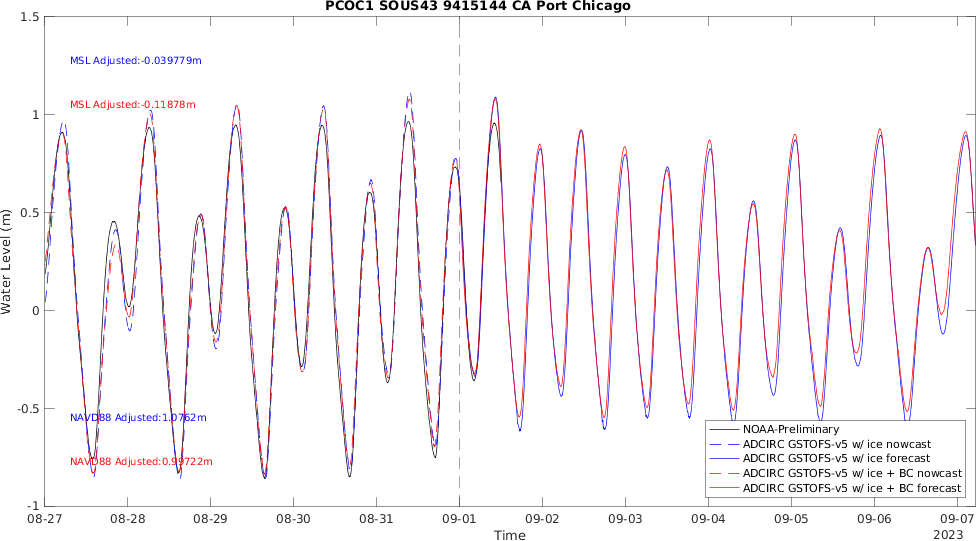 PCOC1 SOUS43 9415144 CA Port Chicago
1.5
1
0.5
0
-0.5
-1
Water Level (m)
MSL Adjusted:-0.039779m
MSL Adjusted:-0.11878m
NAVD88 Adjusted:1.0762m
NAVD88 Adjusted:0.99722m
NOAA-Preliminary
ADCIRC GSTOFS-v5 w/ ice nowcast
ADCIRC GSTOFS-v5 w/ ice forecast
ADCIRC GSTOFS-v5 w/ ice + BC nowcast
ADCIRC GSTOFS-v5 w/ ice + BC forecast
08-27 08-28 08-29 08-30 08-31 09-01 09-02 09-03 09-04 09-05 09-06 09-07
2023
Time